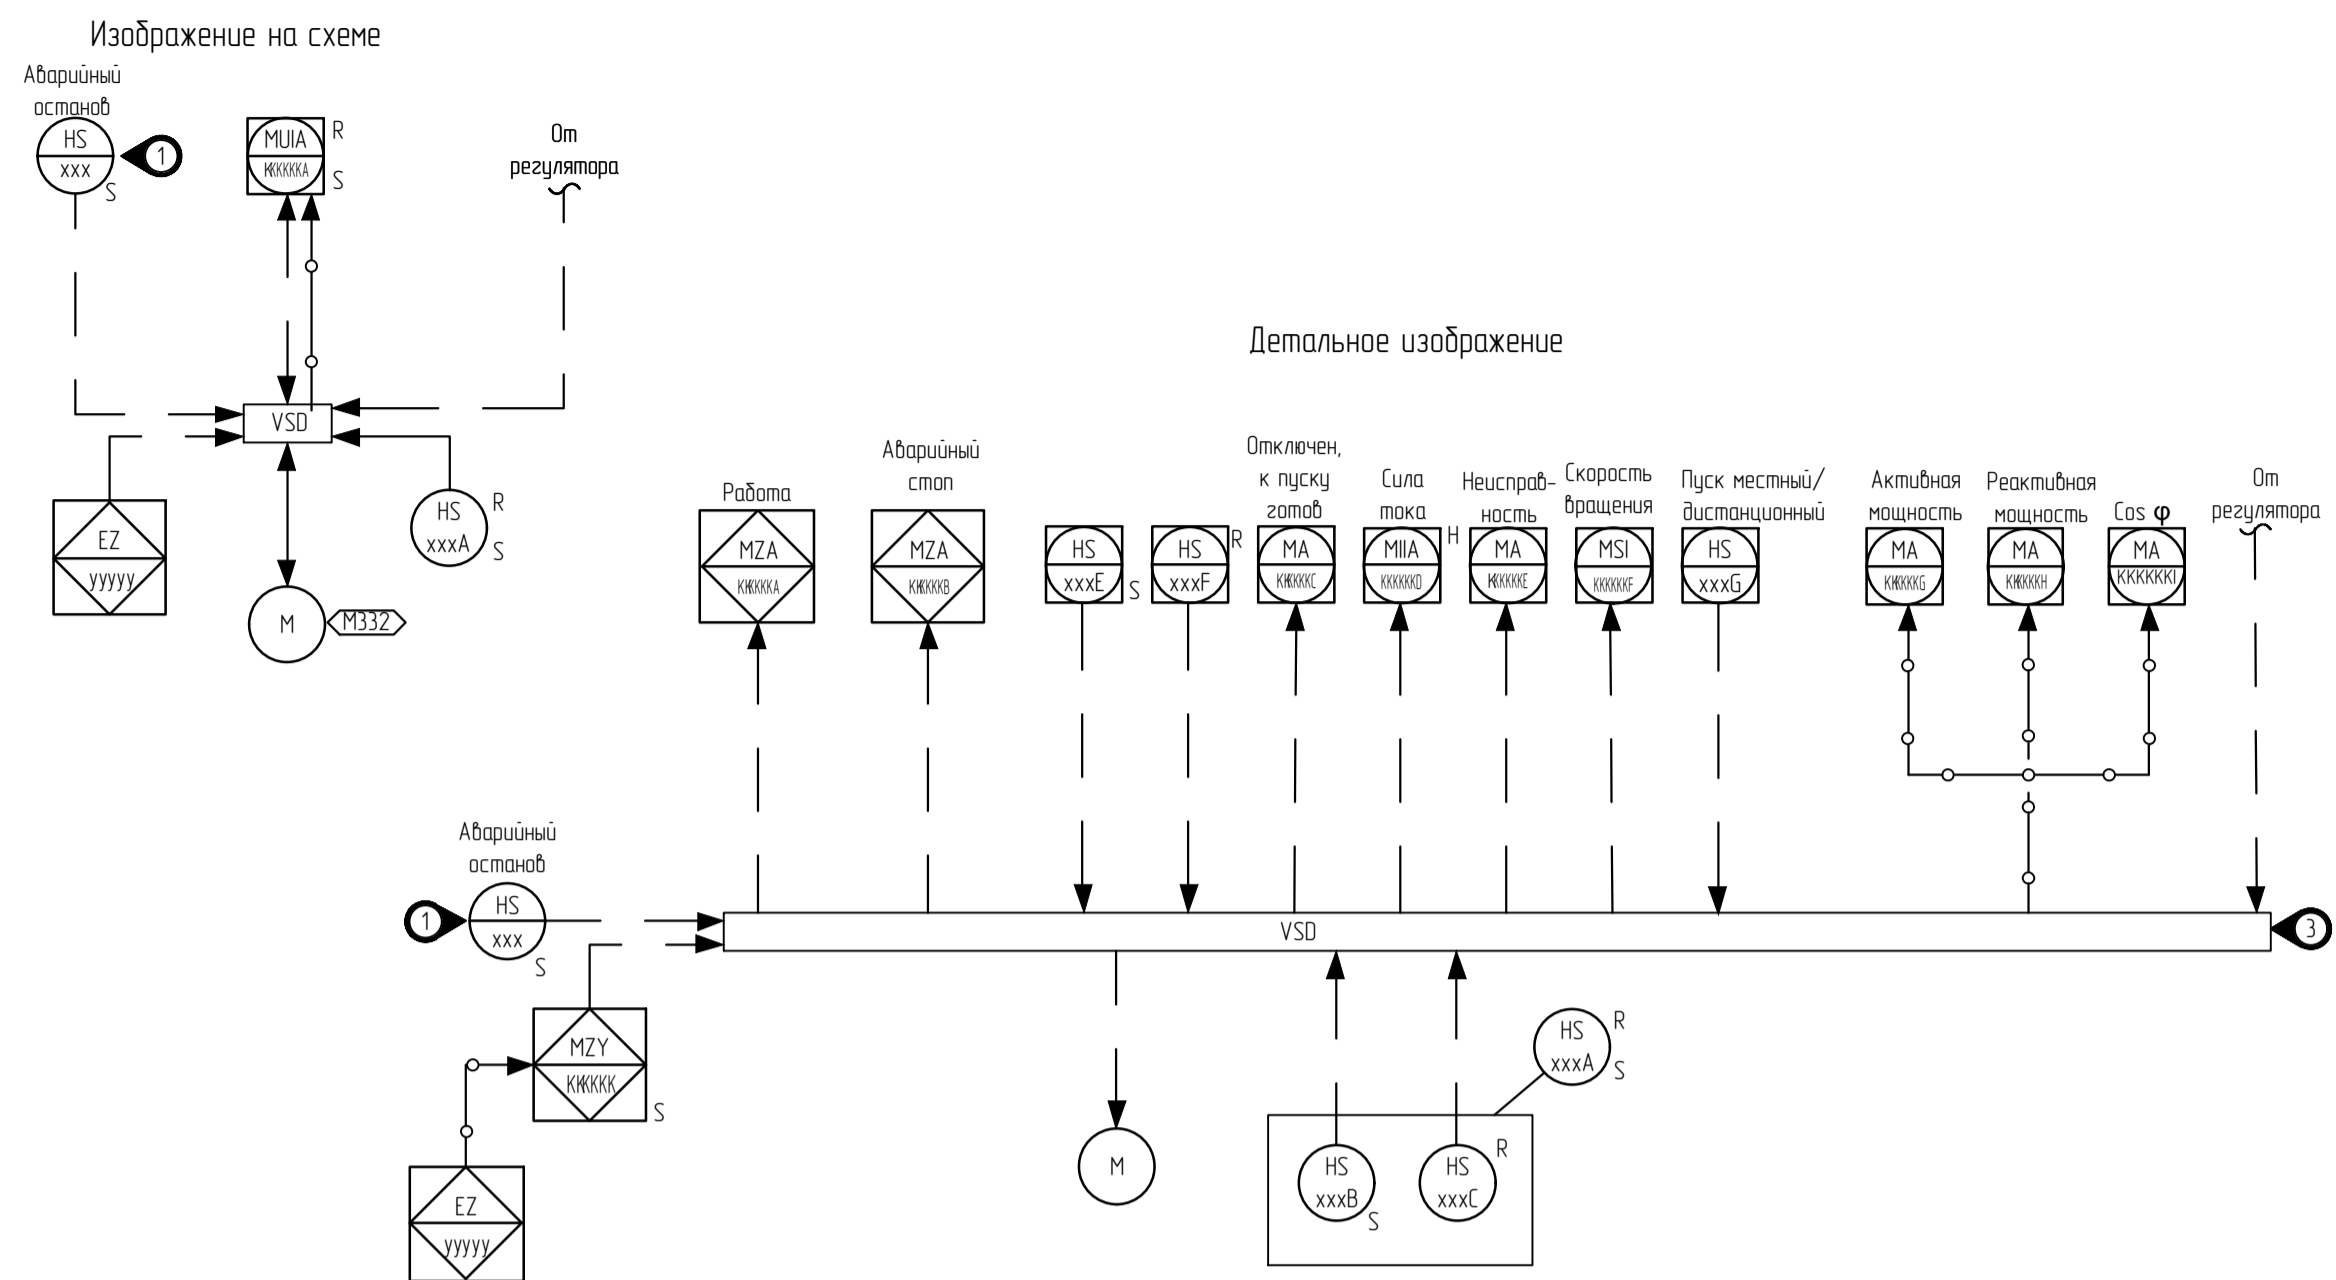 Изображение на схеме
Аварийный
останов
HS
xxx
S
1
MUIA
KKKKKKA
R
S
От
регулятора
VSD
EZ
yyyyy
HS
xxxA
R
S
M
M332
Детальное изображение
Работа
MZA
KKKKKKA
Аварийный
стоп
MZA
KKKKKKB
HS
xxxE
S
HS
xxxF
R
Отключен,
к пуску
готов
MA
KKKKKKC
Сила
тока
MIIA
KKKKKKD
H
Неисправ-
ность
MA
KKKKKKE
Скорость
вращения
MSI
KKKKKKF
Пуск местный/
дистанционный
HS
xxxG
Активная
мощность
MA
KKKKKKG
Реактивная
мощность
MA
KKKKKKH
Cos φ
MA
KKKKKKI
От
регулятора
Аварийный
останов
1
HS
xxx
S
VSD
3
MZY
KKKKKK
S
EZ
yyyyy
M
HS
xxxA
R
S
HS
xxxB
S
HS
xxxC
R